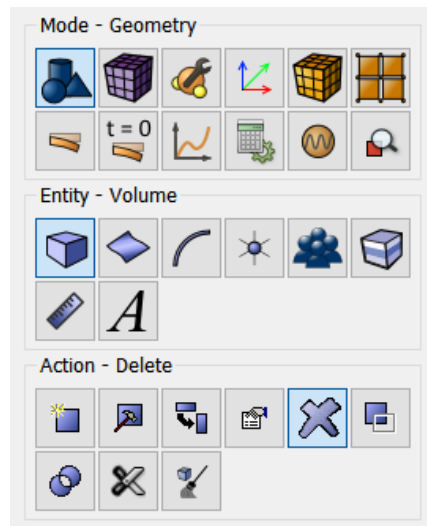 Mode - Geometry
t = 0
Entity - Volume
A
Action - Delete